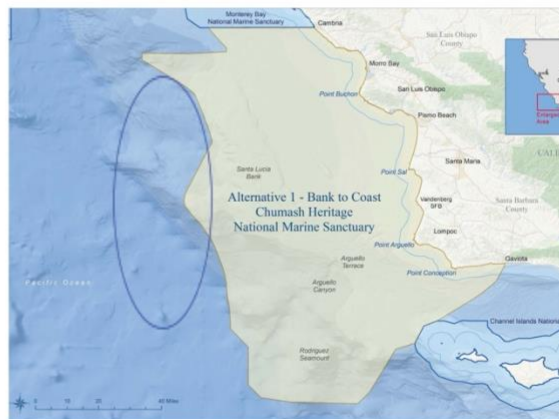 Monterey Bay
National Marine Sanctuary
Cambria
San Luis Obispo
County
Morro Bay
San Luis Obispo
Point Buchon
Pismo Beach
Enlarged
Area
CALI
Santa Lucia
Bank
Point Sal
Santa Maria
Alternative 1 - Bank to Coast
Chumash Heritage
National Marine Sanctuary
Vandenberg
SFB
Santa Barbara
County
Lompoc
Point Arguello
Gaviota
Arguello
Terrace
Point Conception
Arguello
Canyon
Pacific Ocean
Channel Islands National
Rodriguez
Seamount
0 20 40 Miles